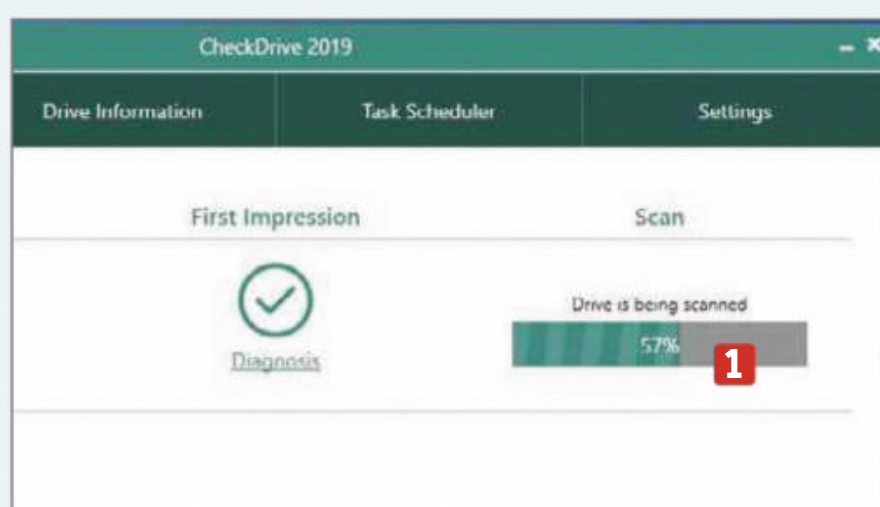 CheckDrive 2019
Drive Information Task Scheduler Settings
First Impression Scan
Drive is being scanned
57%
1
Diagnosis